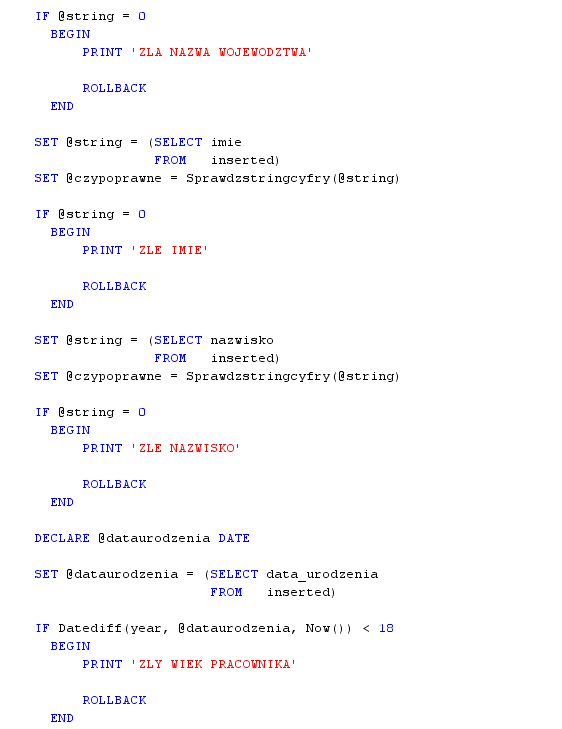 IF @string = 0
BEGIN
PRINT 'ZLA NAZWA WOJEWODZTWA'
ROLLBACK
END
SET @string = (SELECT imie
FROM inserted)
SET @czypoprawne = Sprawdzstringcyfry(@string)
IF @string = 0
BEGIN
PRINT 'ZLE IMIE'
ROLLBACK
END
SET @string = (SELECT nazwisko
FROM inserted)
SET @czypoprawne = Sprawdzstringcyfry(@string)
IF @string = 0
BEGIN
PRINT 'ZLE NAZWISKO'
ROLLBACK
END
DECLARE @dataurodzenia DATE
SET @dataurodzenia = (SELECT data_urodzenia
FROM inserted)
IF Datediff(year, @dataurodzenia, Now()) < 18
BEGIN
PRINT 'ZLY WIEK PRACOWNIKA'
ROLLBACK
END